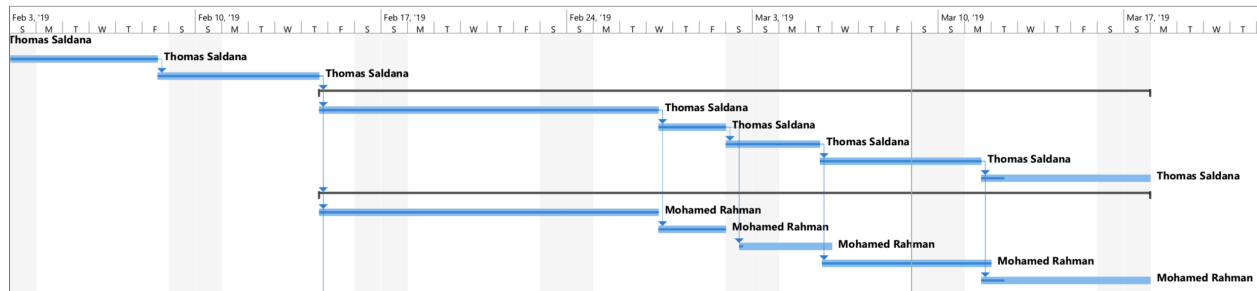 Feb 3, '19 Feb 10, '19 Feb 17, '19 Feb 24, '19 Mar 3, '19 Mar 10, '19 Mar 17, '19
S M T W T F S S M T W T F S S M T W T F S S M T W T F S S M T W T F S S M T W T F S S M T W T
Thomas Saldana
Thomas Saldana
Thomas Saldana
Thomas Saldana
Thomas Saldana
Thomas Saldana
Thomas Saldana
Thomas Saldana
Mohamed Rahman
Mohamed Rahman
Mohamed Rahman
Mohamed Rahman
Mohamed Rahman